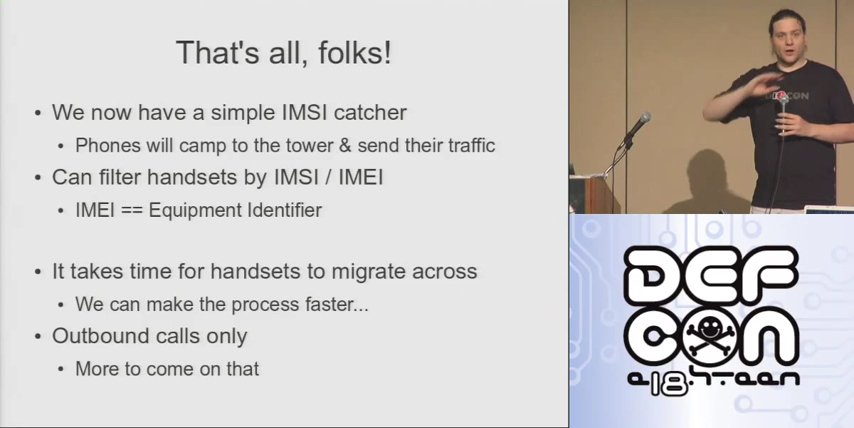 That's all, folks!
• We now have a simple IMSI catcher
• Phones will camp to the tower & send their traffic
• Can filter handsets by IMSI / IMEI
• IMEI == Equipment Identifier
• It takes time for handsets to migrate across
• We can make the process faster...
• Outbound calls only
• More to come on that
DEFCON
DEF
CON
18